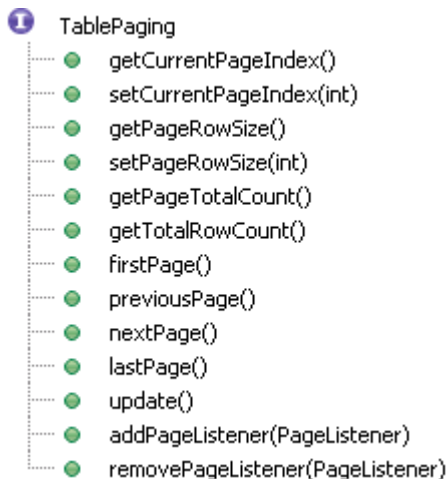 I TablePaging
getCurrentPageIndex()
setCurrentPageIndex(int)
getPageRowSize()
setPageRowSize(int)
getPageTotalCount()
getTotalRowCount()
firstPage()
previousPage()
nextPage()
lastPage()
update()
addPageListener(PageListener)
removePageListener(PageListener)